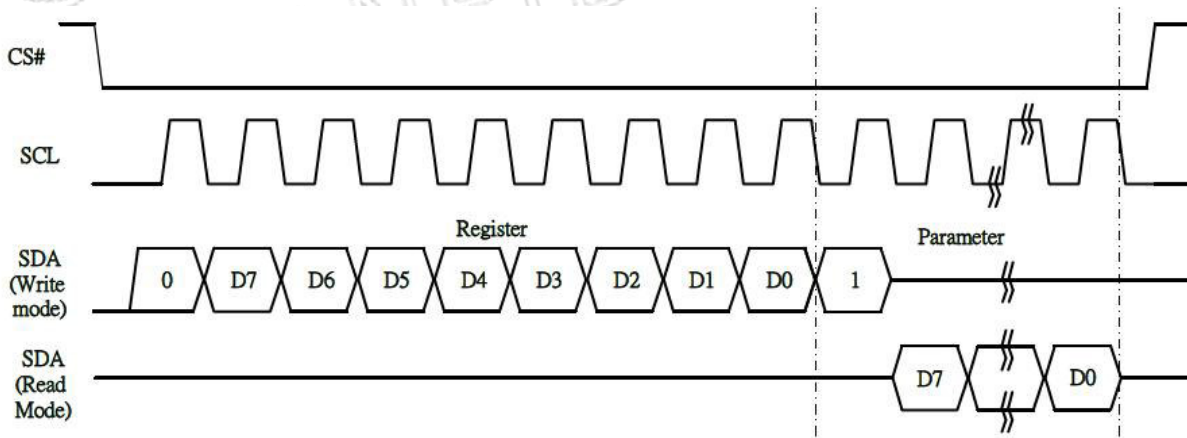 CS#
SCL
Register
Parameter
SDA
(Write
mode)
0 D7 D6 D5 D4 D3 D2 D1 D0 1
SDA
(Read
Mode)
D7 D0